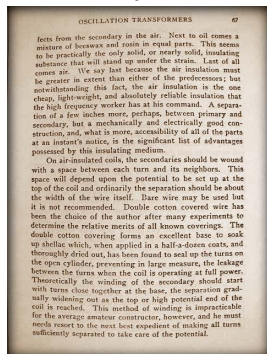 OSCILLATION TRANSFORMERS 67
fects from the secondary in the air. Next to oil comes a
mixture of beeswax and rosin in equal parts. This seems
to be practically the only solid, or nearly solid, insulating
substance that will stand up under the strain. Last of all
comes air. We say last because the air insulation must
be greater in extent than either of the predecessors; but
notwithstanding this fact, the air insulation is the one
cheap, light-weight, and absolutely reliable insulation that
the high frequency worker has at his command. A separa-
tion of a few inches more, perhaps, between primary and
secondary, but a mechanically and electrically good con-
struction, and, what is more, accessibility of all of the parts
at an instant's notice, is the significant list of advantages
possessed by this insulating medium.
On air-insulated coils, the secondaries should be wound
with a space between each turn and its neighbors. This
space will depend upon the potential to be set up at the
top of the coil and ordinarily the separation should be about
the width of the wire itself. Bare wire may be used but
it is not recommended. Double cotton covered wire has
been the choice of the author after many experiments to
determine the relative merits of all known coverings. The
double cotton covering forms an excellent base to soak
up shellac which, when applied in a half-a-dozen coats, and
thoroughly dried out, has been found to seal up the turns on
the open cylinder, preventing in large measure, the leakage
between the turns when the coil is operating at full power.
Theoretically the winding of the secondary should start
with turns close together at the base, the separation grad-
ually widening out as the top or high potential end of the
coil is reached. This method of winding is impracticable
for the average amateur constructor, however, and he must
needs resort to the next best expedient of making all turns
sufficiently separated to take care of the potential.